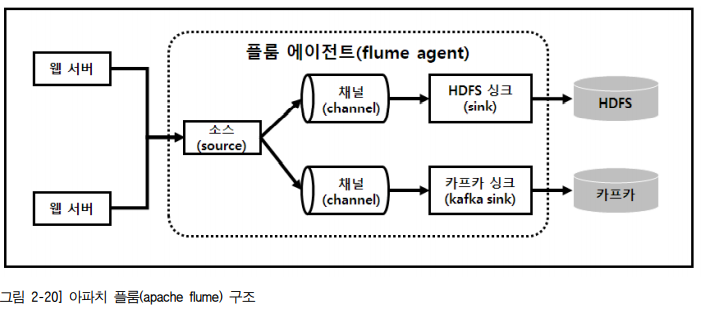 플룸 에이전트(flume agent)
웹 서버
웹 서버
소스
(source)
채널
(channel)
HDFS 싱크
(sink)
HDFS
채널
(channel)
카프카 싱크
(kafka sink)
카프카
그림 2-20] 아파치 플룸(apache flume) 구조